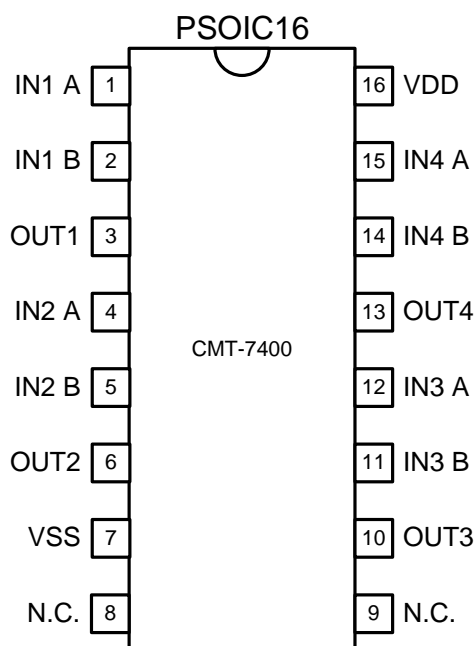 PSOIC16
IN1 A 1 16 VDD
IN1 B 2 15 IN4 A
OUT1 3 14 IN4 B
IN2 A 4 13 OUT4
CMT-7400
IN2 B 5 12 IN3 A
OUT2 6 11 IN3 B
VSS 7 10 OUT3
N.C. 8 9 N.C.